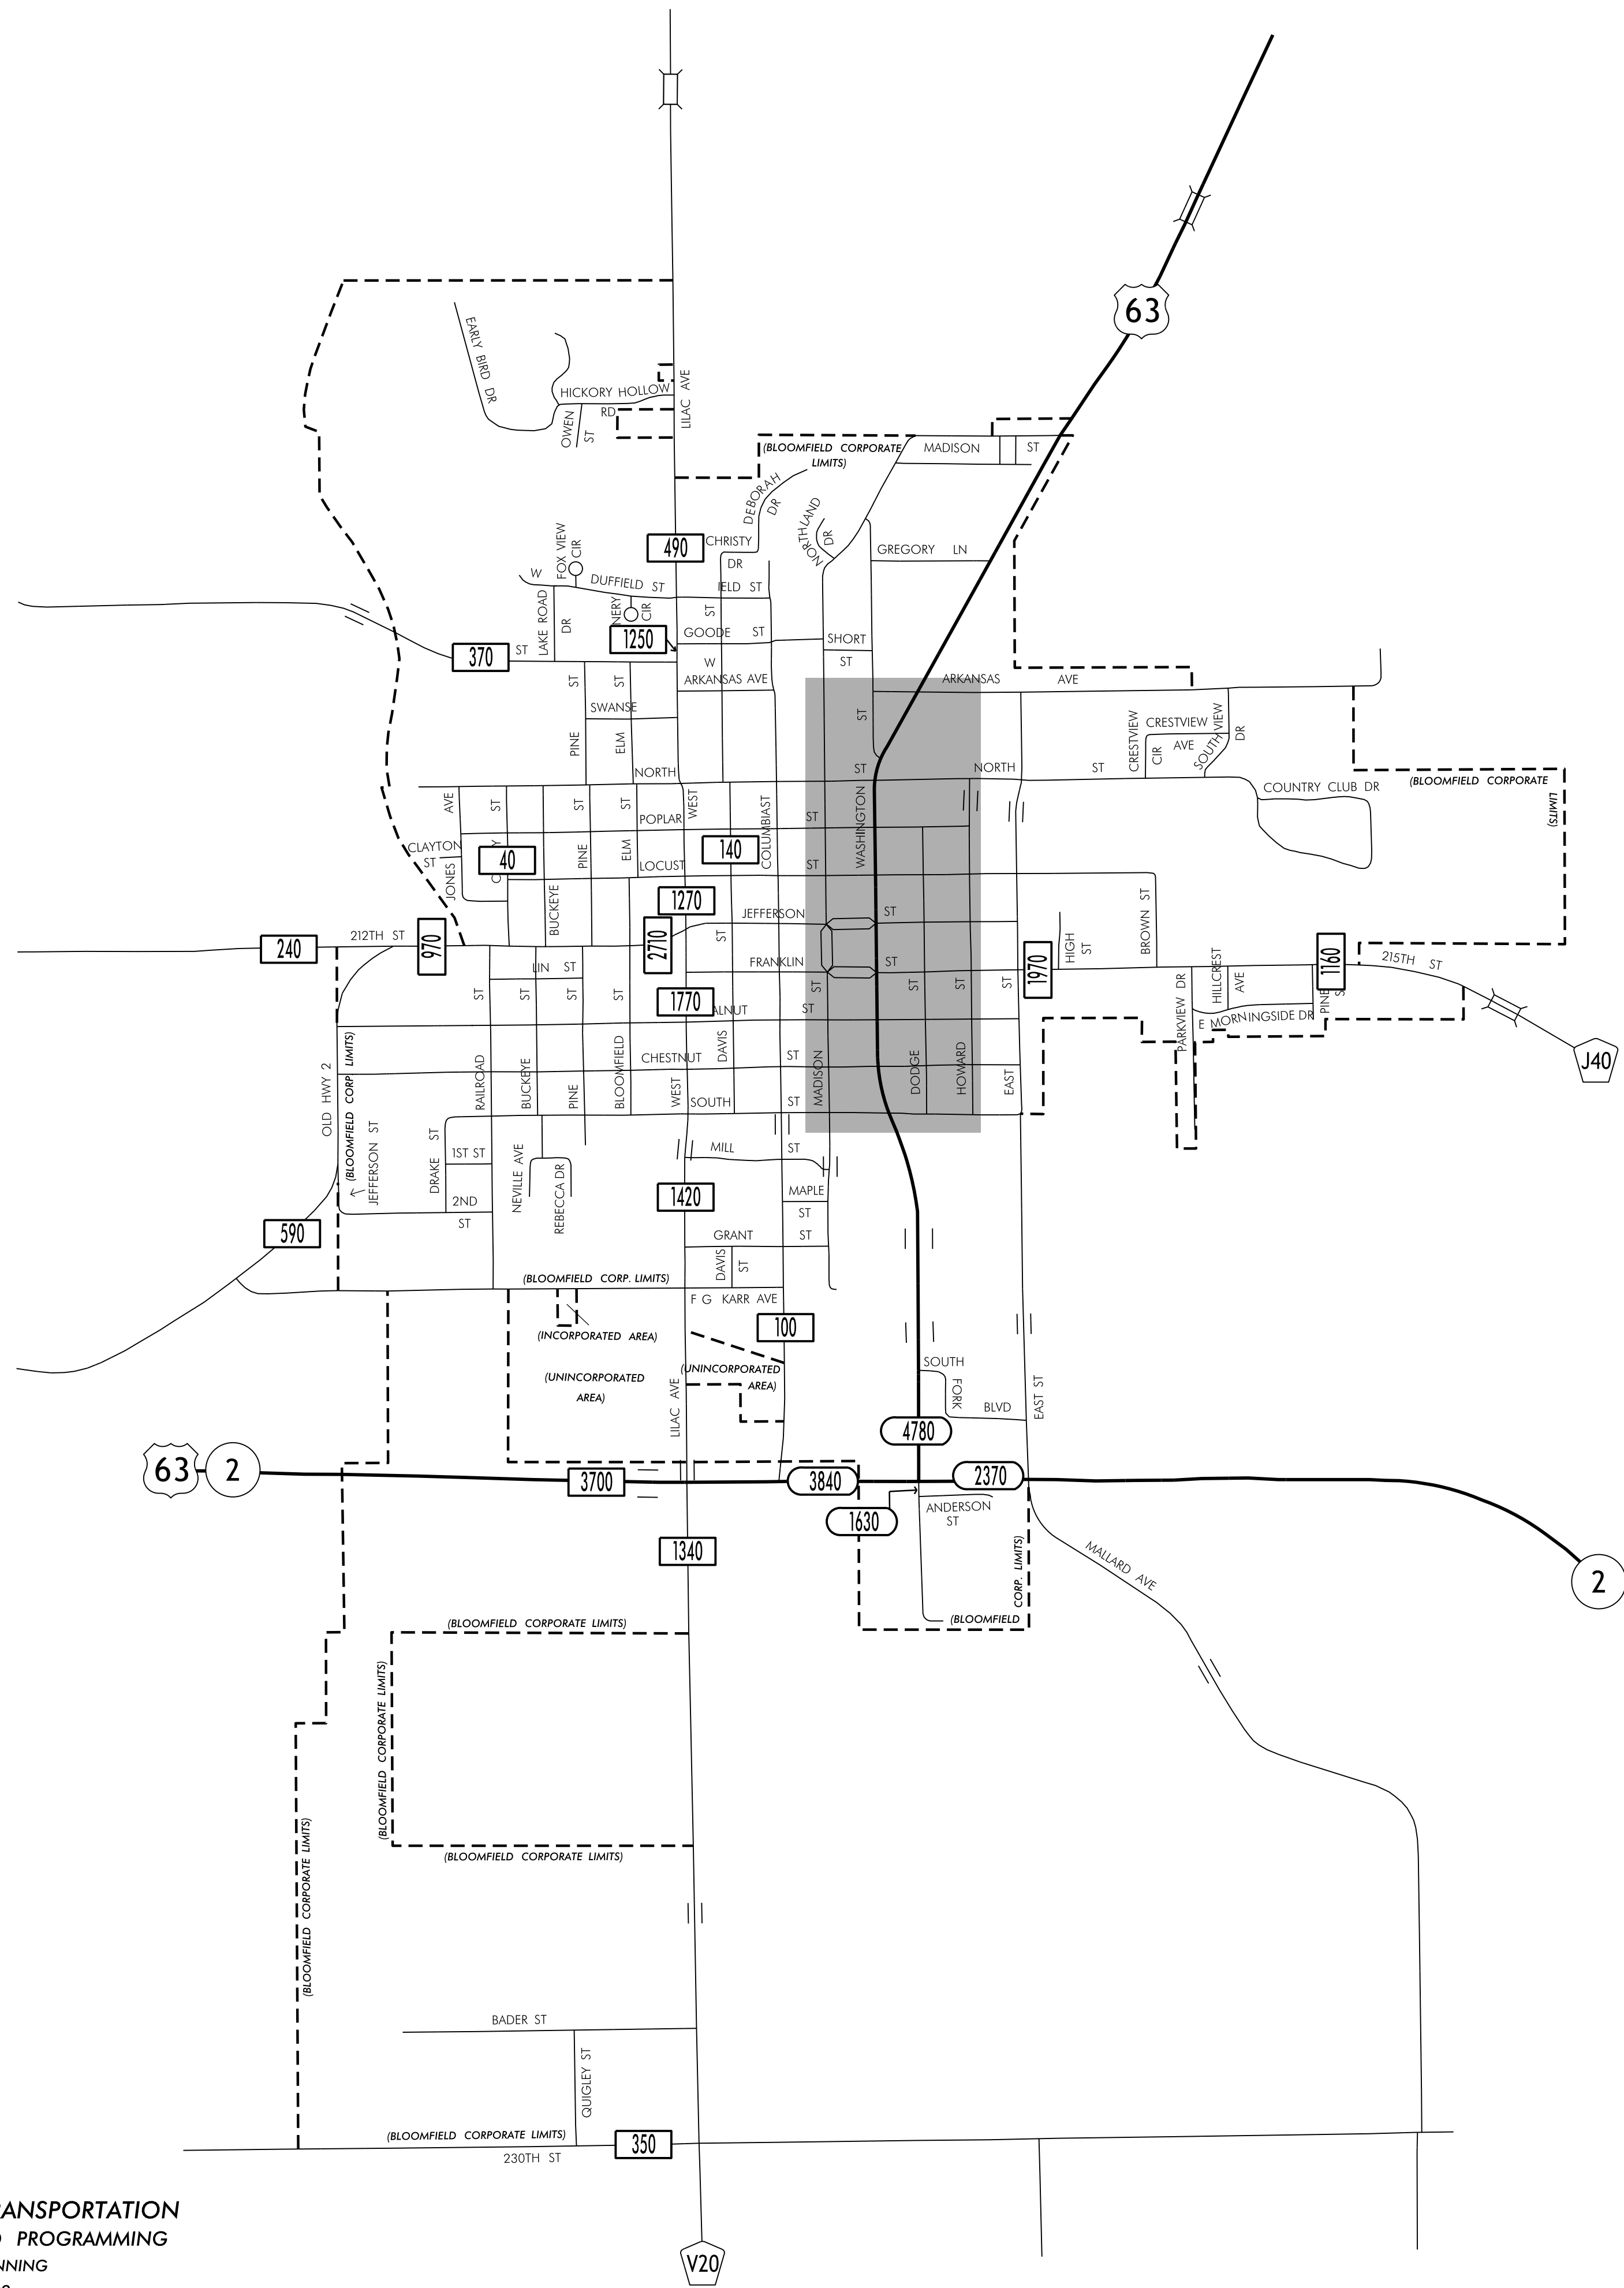 63
EARLY BIRD DR
HICKORY HOLLOW
RD
OWEN
ST
LILAC AVE
(BLOOMFIELD CORPORATE
LIMITS)
MADISON ST
DEBORAH
DR
NORTHLAND
DR
490
CHRISTY
DR
GREGORY LN
FOX VIEW
CIR
W
DUFFIELD ST
IELD ST
LAKE ROAD
DR
NERY
CIR
ST
1250
GOODE ST
SHORT
ST
370
ST
W
ARKANSAS AVE
ARKANSAS AVE
ST
ST
SWANSE
PINE
ELM
ST
CRESTVIEW
CIR
CRESTVIEW
AVE
SOUTH VIEW
DR
NORTH
ST
NORTH ST
COUNTRY CLUB DR
(BLOOMFIELD CORPORATE
LIMITS)
AVE
ST
ST
ST
WEST
POPLAR
ST
COLUMBIA ST
WASHINGTON
CLAYTON
ST
JONES
40
PINE
ELM
LOCUST
ST
140
1270
BUCKEYE
JEFFERSON
ST
2710
ST
212TH ST
240
970
FRANKLIN
ST
1970
HIGH
ST
BROWN ST
1160
215TH ST
LIN ST
ST
ST
ST
ST
1770
ALNUT
ST
ST
ST
ST
ST
PARKVIEW DR
HILLCREST
AVE
PINE
E MORNINGSIDE DR
J40
OLD HWY 2
(BLOOMFIELD CORP. LIMITS)
RAILROAD
BUCKEYE
PINE
BLOOMFIELD
CHESTNUT
ST
DAVIS
MADISON
DODGE
HOWARD
EAST
WEST
SOUTH
ST
JEFFERSON ST
DRAKE ST
1ST ST
2ND
ST
NEVILLE AVE
REBECCA DR
MILL
ST
1420
MAPLE
ST
590
GRANT
ST
DAVIS
ST
(BLOOMFIELD CORP. LIMITS)
F G KARR AVE
100
(INCORPORATED AREA)
(UNINCORPORATED
AREA)
(UNINCORPORATED
AREA)
LILAC AVE
SOUTH
FORK
BLVD
EAST ST
4780
63
2
3700
3840
2370
1630
ANDERSON
ST
1340
(BLOOMFIELD
CORP. LIMITS)
MALLARD AVE
2
(BLOOMFIELD CORPORATE LIMITS)
(BLOOMFIELD CORPORATE LIMITS)
(BLOOMFIELD CORPORATE LIMITS)
(BLOOMFIELD CORPORATE LIMITS)
BADER ST
QUIGLEY ST
(BLOOMFIELD CORPORATE LIMITS)
350
230TH ST
V20
RANSPORTATION
PROGRAMMING
NNING